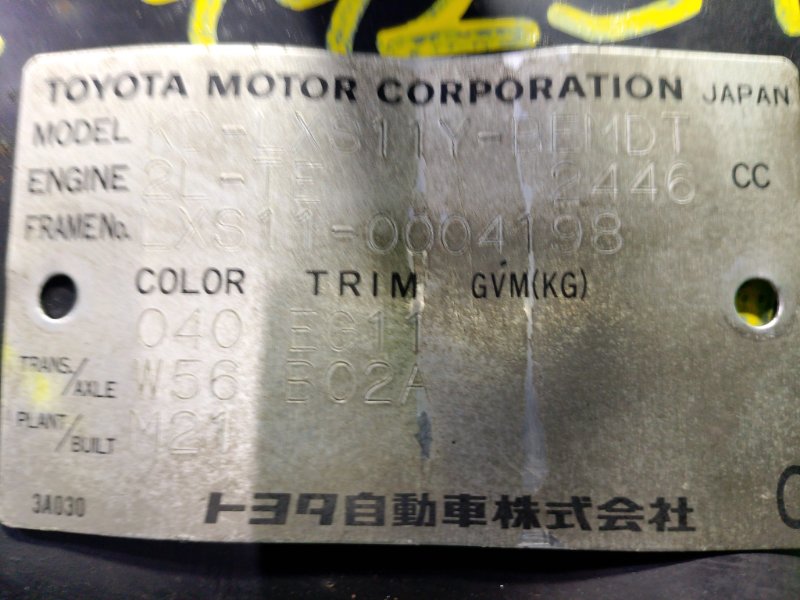 TOYOTA MOTOR CORPORATION JAPAN
MODEL KD-LXS11Y-BEMDT
ENGINE 2L-TE 2446 CC
FRAME No. LXS11-0004198
COLOR TRIM GVM(KG)
040 EG11
TRANS./AXLE W56 B02A
PLANT/BUILT M21
3A030 トヨタ自動車株式会社